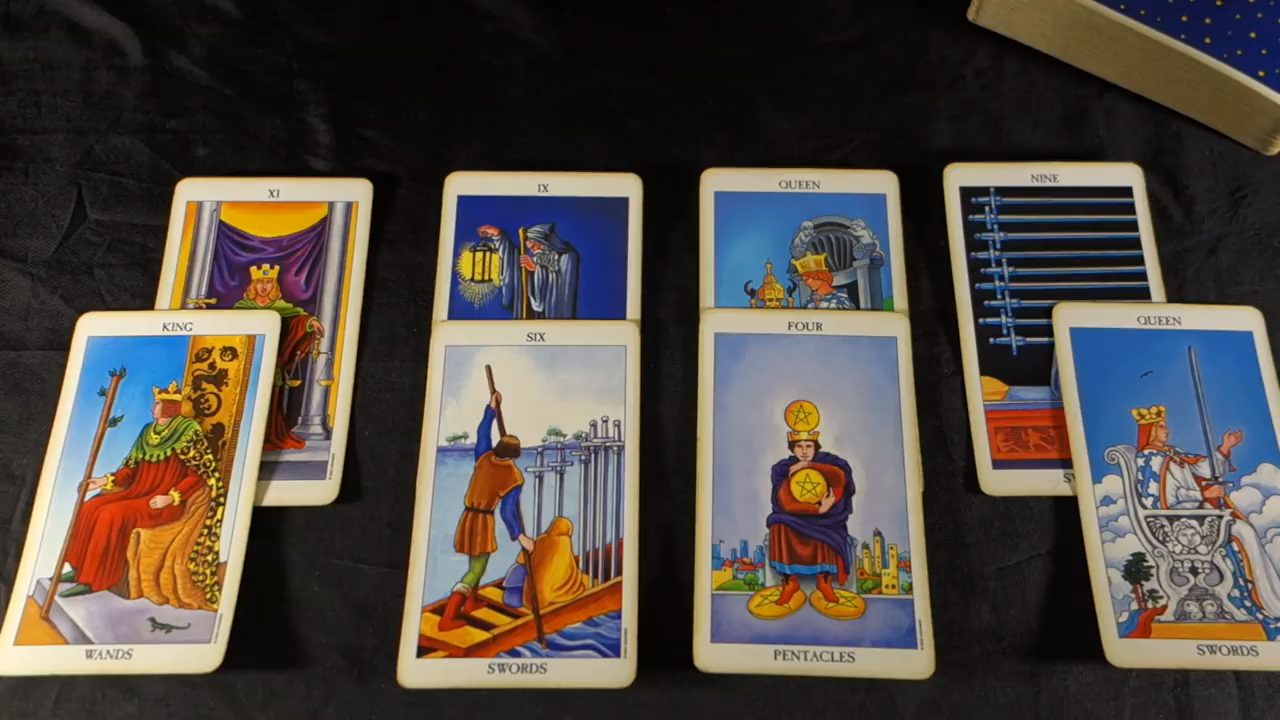 XI
IX
QUEEN
NINE
KING
SIX
FOUR
QUEEN
WANDS
SWORDS
PENTACLES
SWORDS